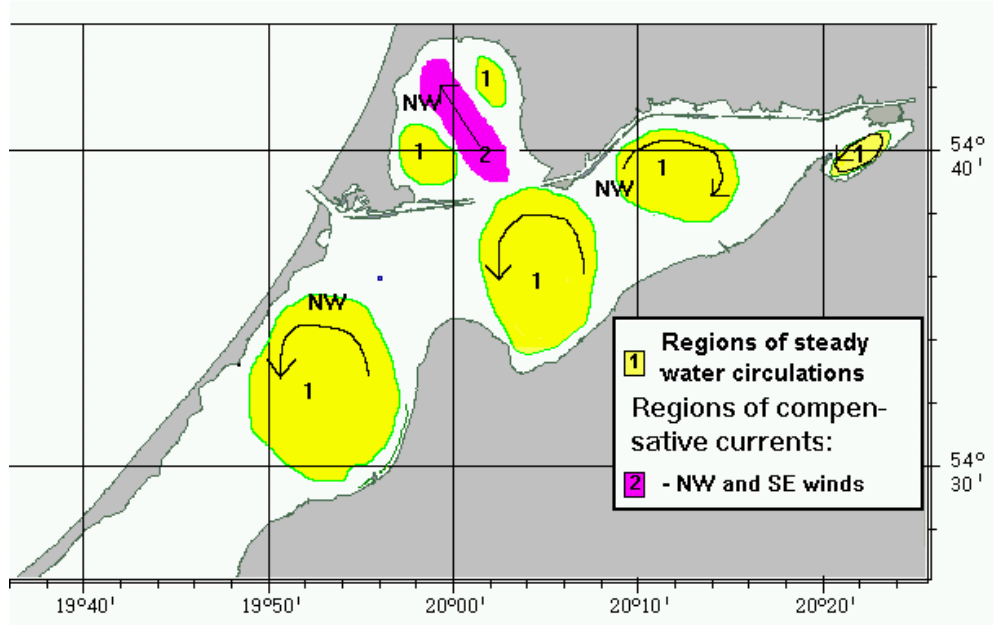 1
NW
1
2
1
1
NW
54°
40'
1
NW
1
1 Regions of steady
water circulations
Regions of compen-
sative currents:
2 - NW and SE winds
54°
30'
19°40' 19°50' 20°00' 20°10' 20°20'